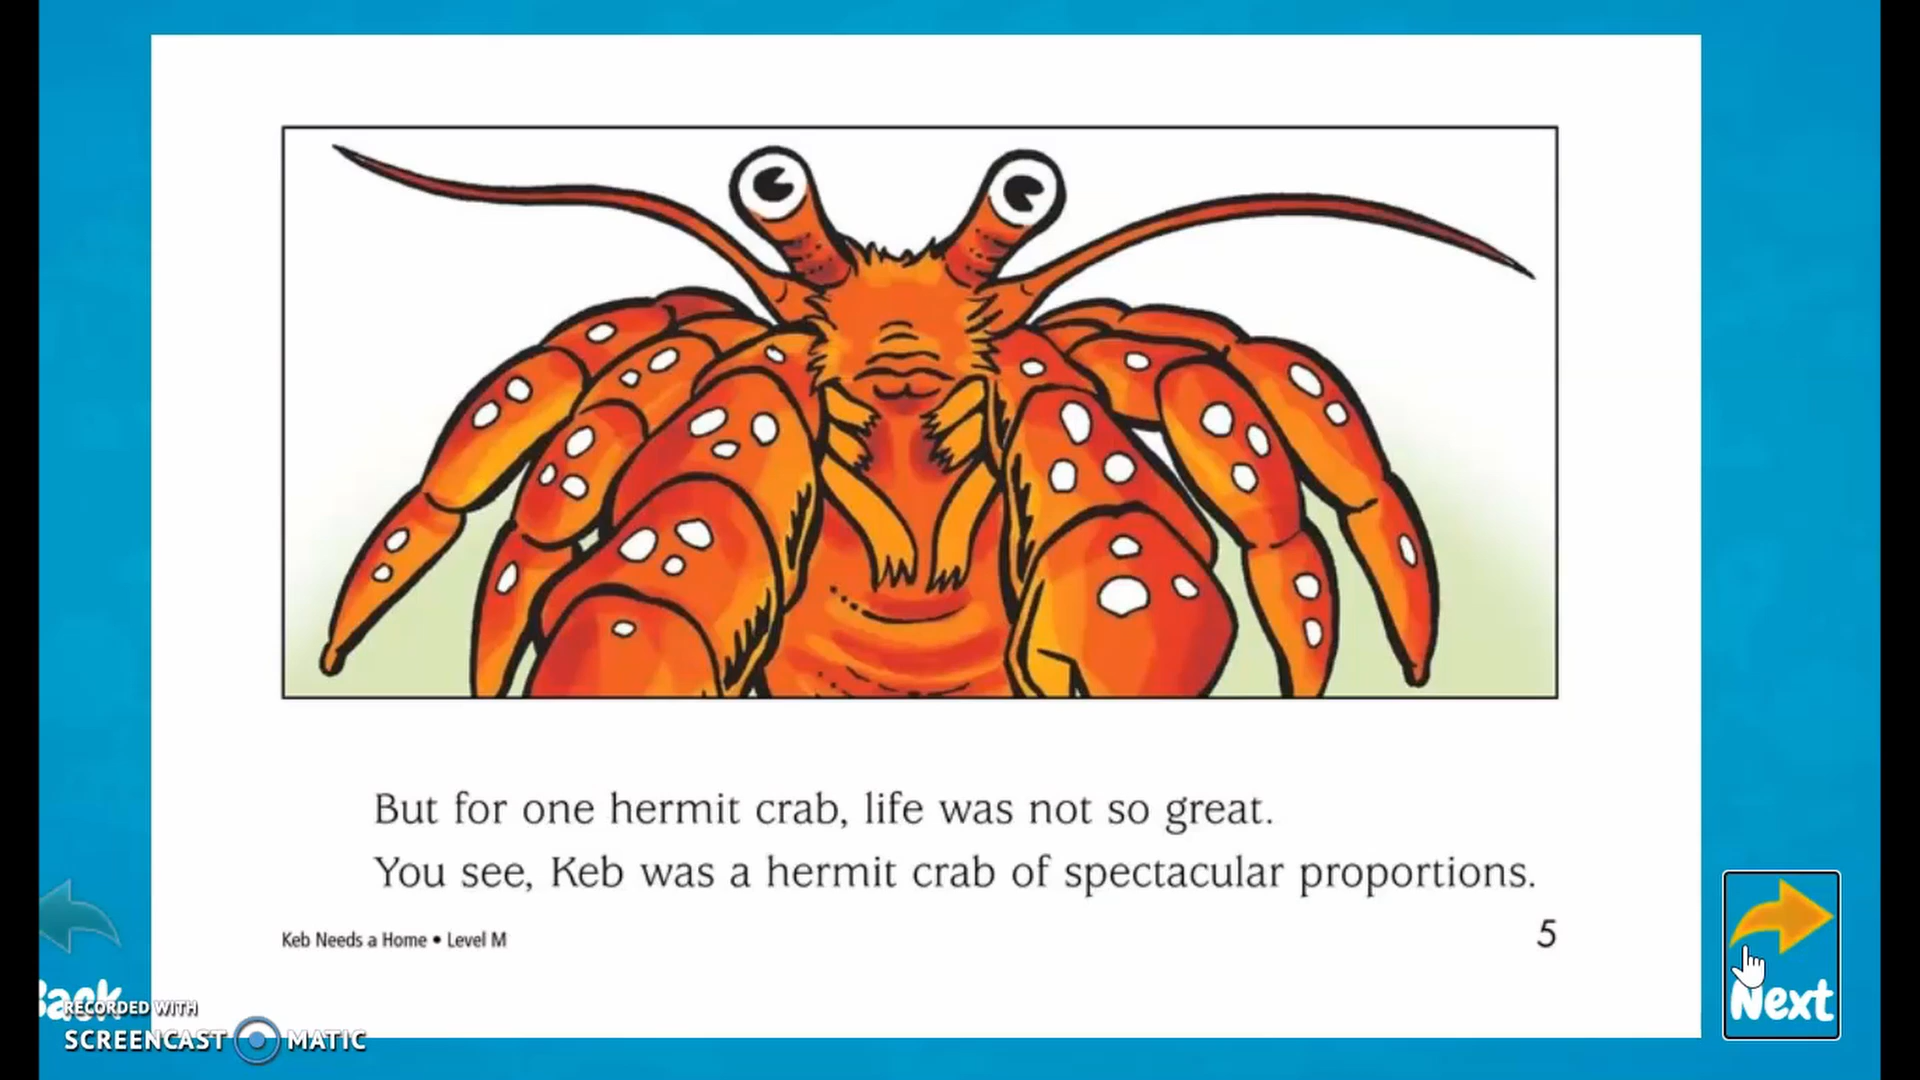 But for one hermit crab, life was not so great.
You see, Keb was a hermit crab of spectacular proportions.
Keb Needs a Home • Level M
5
Back
Next
RECORDED WITH
SCREENCAST MATIC